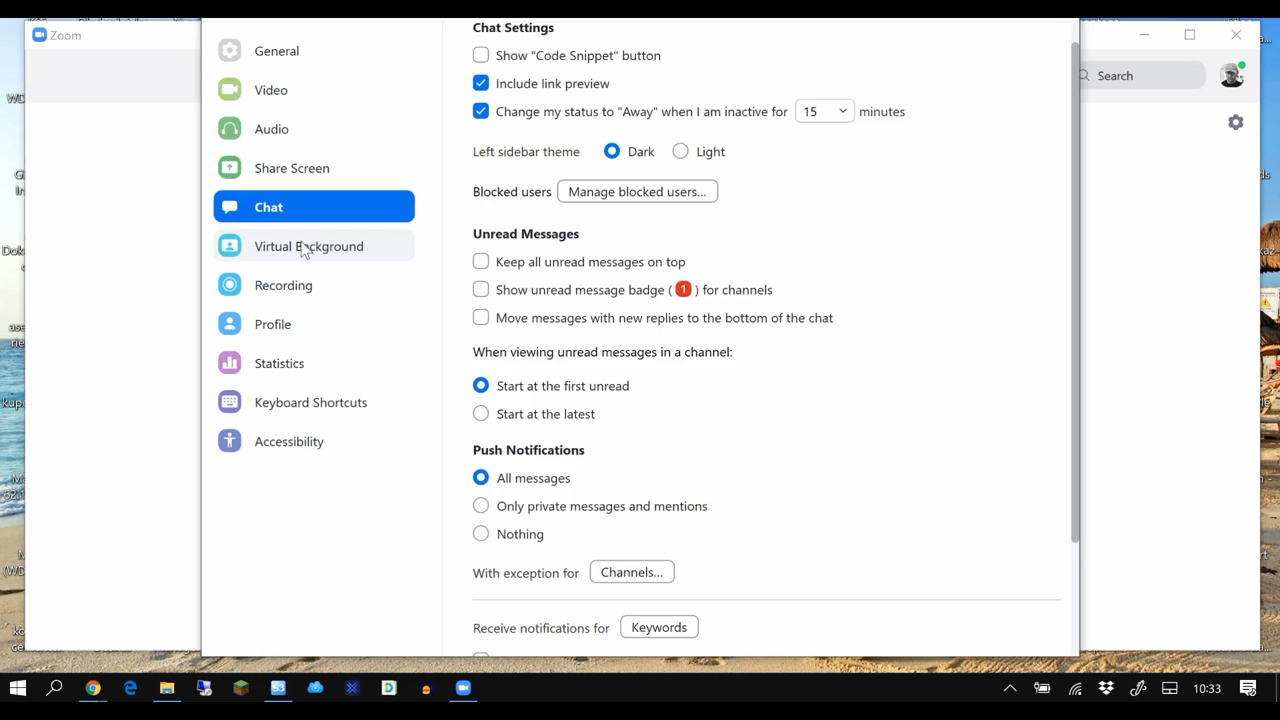 Zoom
General
Video
Audio
Share Screen
Chat
Virtual Background
Recording
Profile
Statistics
Keyboard Shortcuts
Accessibility
Chat Settings
Show "Code Snippet" button
Include link preview
Change my status to "Away" when I am inactive for 15 minutes
Left sidebar theme Dark Light
Blocked users Manage blocked users...
Unread Messages
Keep all unread messages on top
Show unread message badge ( 1 ) for channels
Move messages with new replies to the bottom of the chat
When viewing unread messages in a channel:
Start at the first unread
Start at the latest
Push Notifications
All messages
Only private messages and mentions
Nothing
With exception for Channels...
Receive notifications for Keywords
Search
10:33